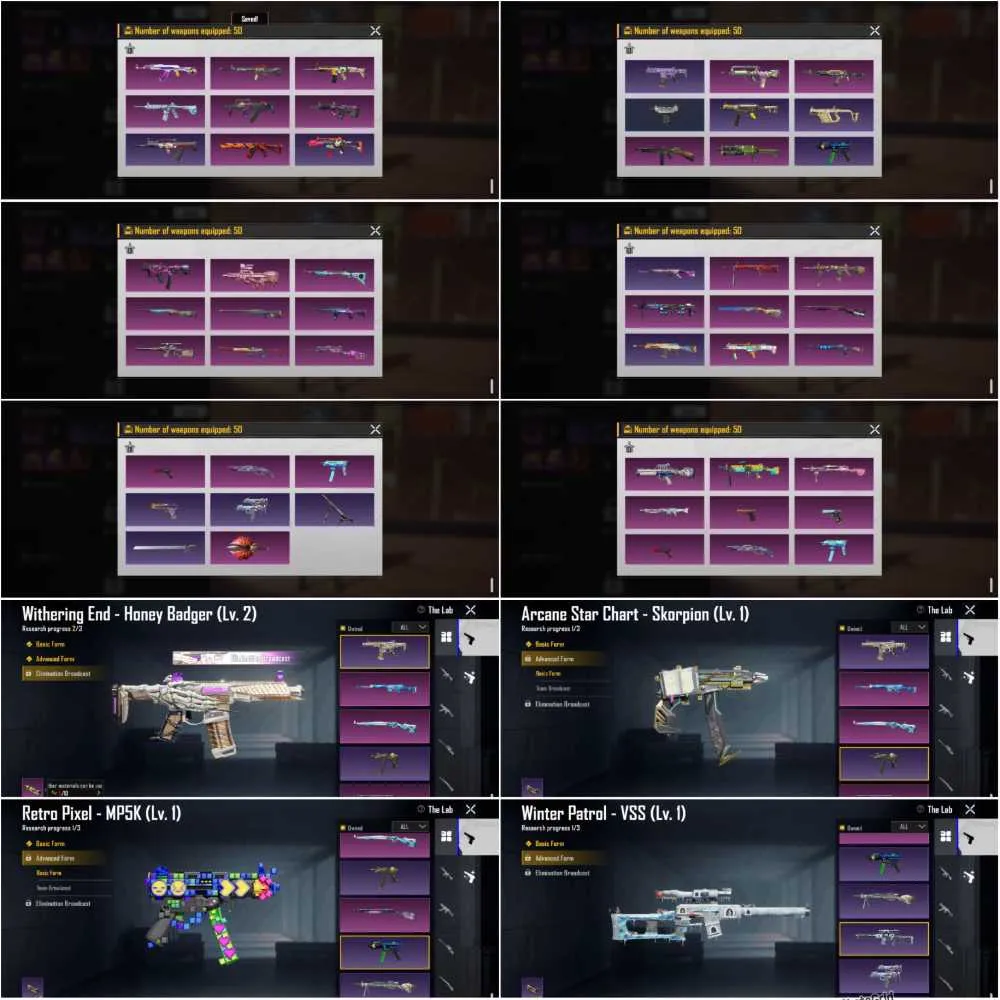 Saved!
Number of weapons equipped: 50
Number of weapons equipped: 50
Number of weapons equipped: 50
Number of weapons equipped: 50
Number of weapons equipped: 50
Number of weapons equipped: 50
Withering End - Honey Badger (Lv. 2)
Research progress 2/3
Basic Form
Advanced Form
Elimination Broadcast
Broadcast
The Lab
Owned
ALL
materials can be
Arcane Star Chart - Skorpion (Lv. 1)
Research progress 1/3
Basic Form
Advanced Form
Basic Form
Team Broadcast
Elimination Broadcast
The Lab
Owned
ALL
Retro Pixel - MP5K (Lv. 1)
Research progress 1/3
Basic Form
Advanced Form
Basic Form
Team Broadcast
Elimination Broadcast
The Lab
Owned
ALL
Winter Patrol - VSS (Lv. 1)
Research progress 1/3
Basic Form
Advanced Form
Elimination Broadcast
The Lab
Owned
ALL